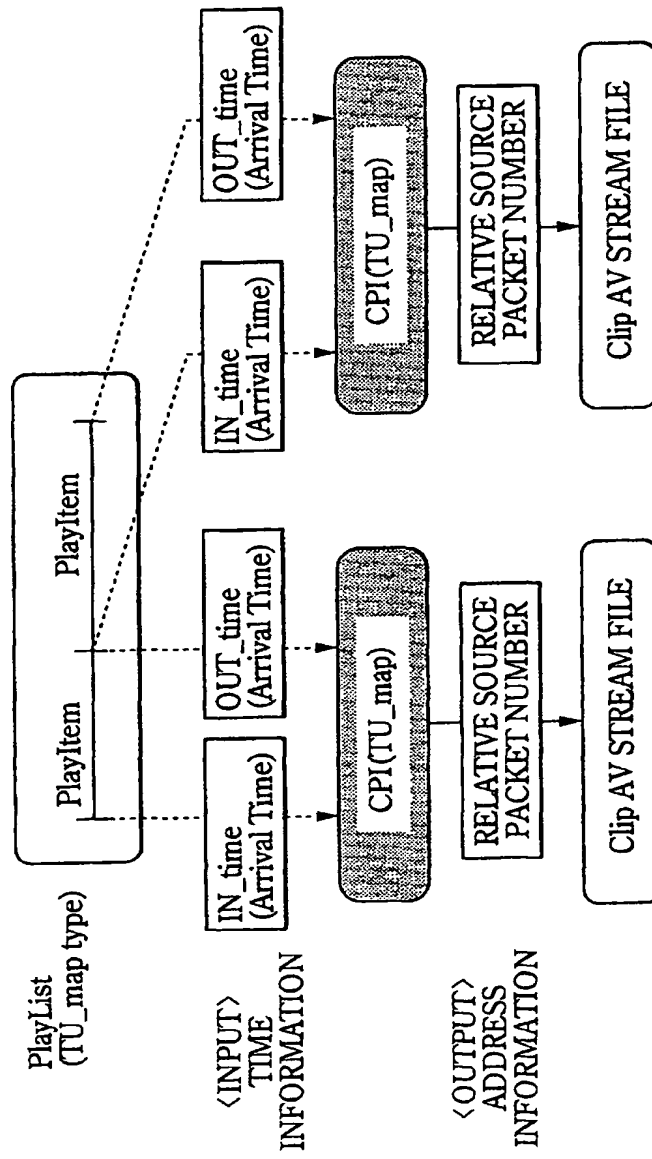 PlayList
(TU_map type)
PlayItem
PlayItem
<INPUT>
TIME
INFORMATION
IN_time
(Arrival Time)
OUT_time
(Arrival Time)
IN_time
(Arrival Time)
OUT_time
(Arrival Time)
CPI(TU_map)
CPI(TU_map)
<OUTPUT>
ADDRESS
INFORMATION
RELATIVE SOURCE
PACKET NUMBER
RELATIVE SOURCE
PACKET NUMBER
Clip AV STREAM FILE
Clip AV STREAM FILE